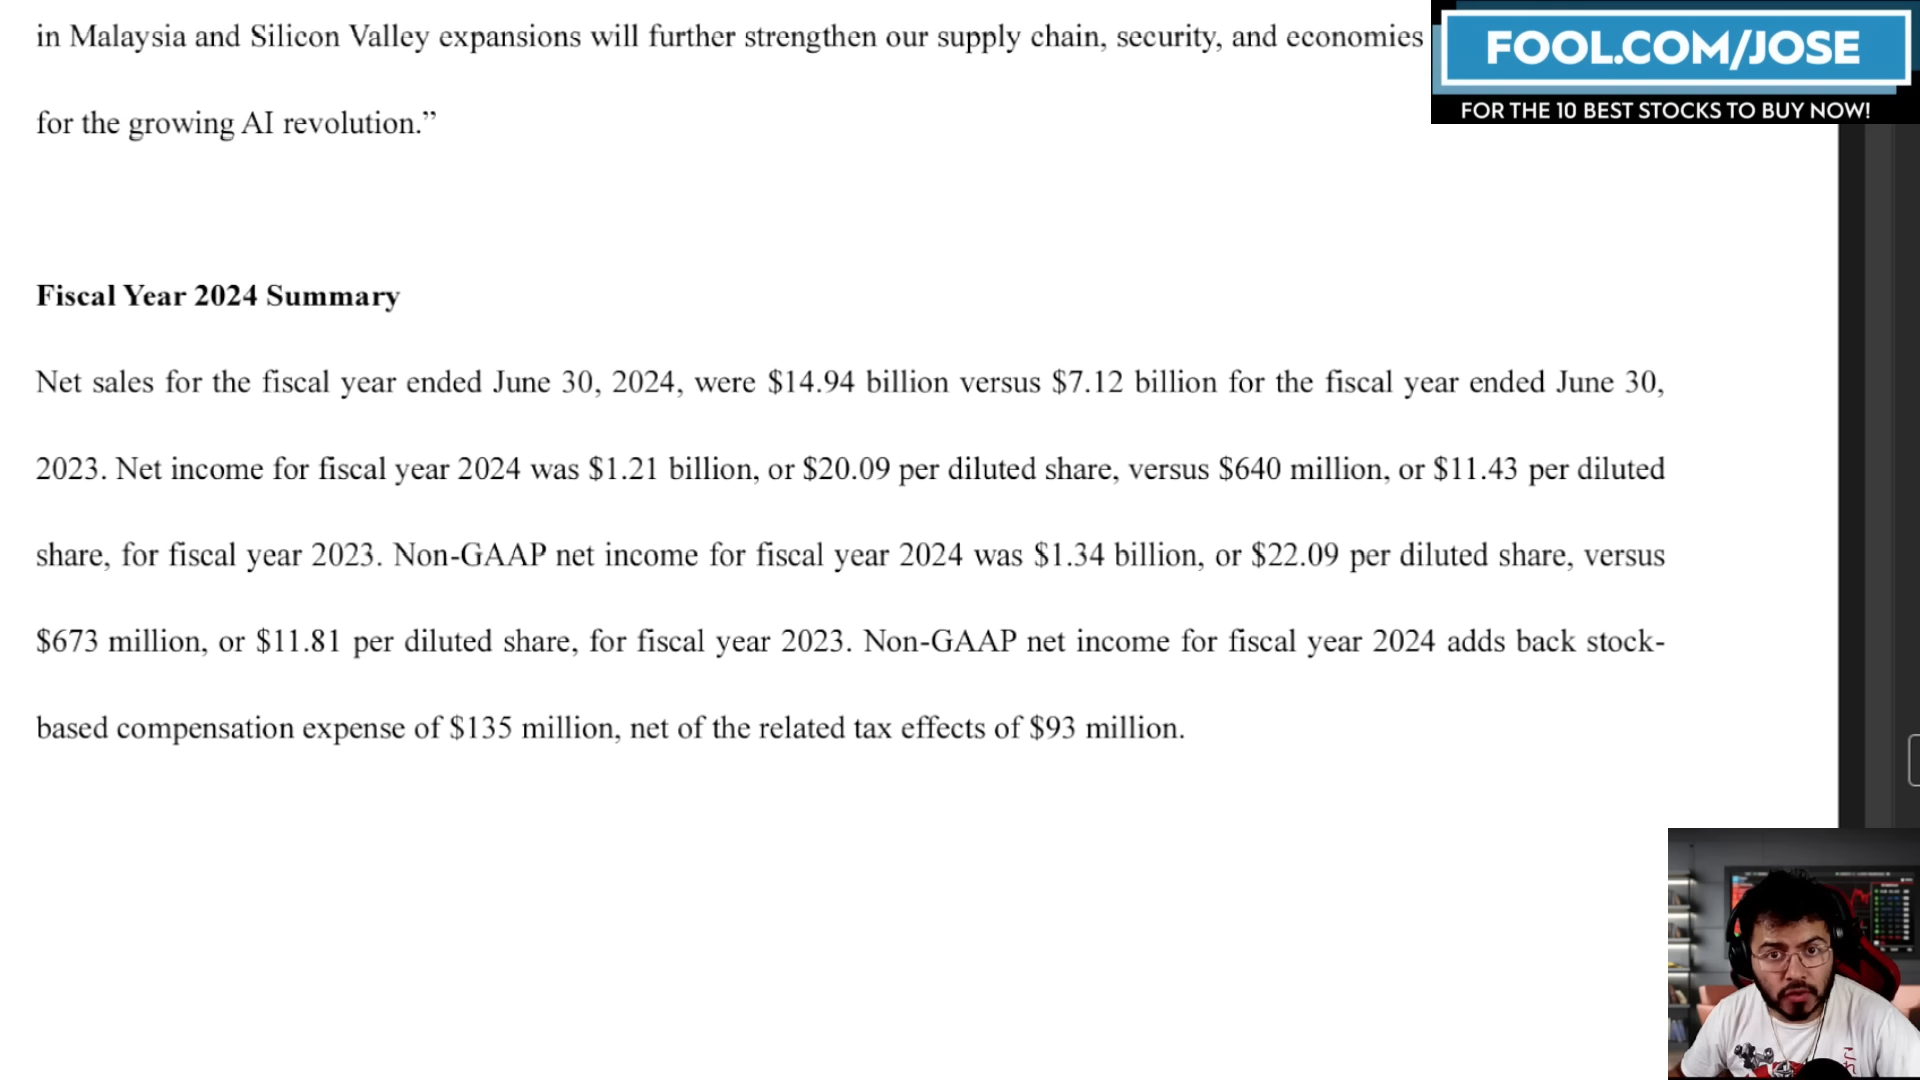 in Malaysia and Silicon Valley expansions will further strengthen our supply chain, security, and economies
FOOL.COM/JOSE
FOR THE 10 BEST STOCKS TO BUY NOW!
for the growing AI revolution.”
Fiscal Year 2024 Summary
Net sales for the fiscal year ended June 30, 2024, were $14.94 billion versus $7.12 billion for the fiscal year ended June 30,
2023. Net income for fiscal year 2024 was $1.21 billion, or $20.09 per diluted share, versus $640 million, or $11.43 per diluted
share, for fiscal year 2023. Non-GAAP net income for fiscal year 2024 was $1.34 billion, or $22.09 per diluted share, versus
$673 million, or $11.81 per diluted share, for fiscal year 2023. Non-GAAP net income for fiscal year 2024 adds back stock-
based compensation expense of $135 million, net of the related tax effects of $93 million.